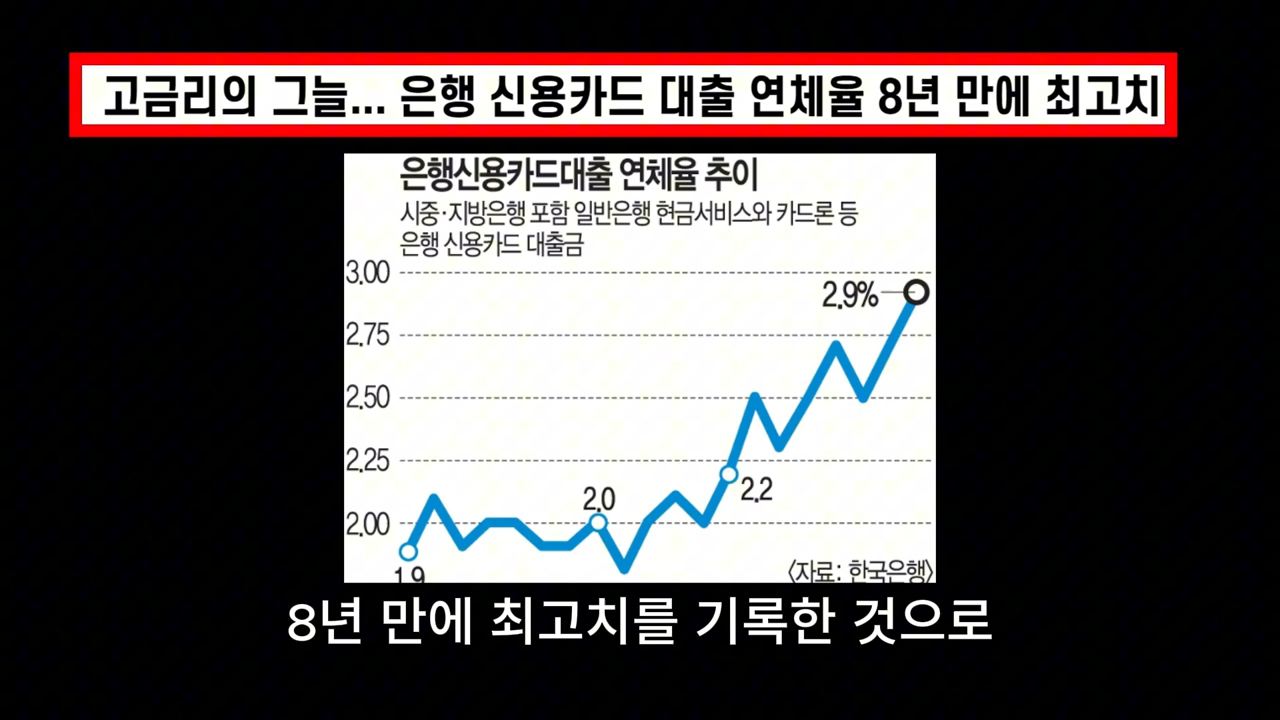 고금리의 그늘... 은행 신용카드 대출 연체율 8년 만에 최고치
은행신용카드대출 연체율 추이
시중·지방은행 포함 일반은행 현금서비스와 카드론 등
은행 신용카드 대출금
3.00
2.9%
2.75
2.50
2.25
2.2
2.0
2.00
1.9
〈자료: 한국은행〉
8년 만에 최고치를 기록한 것으로